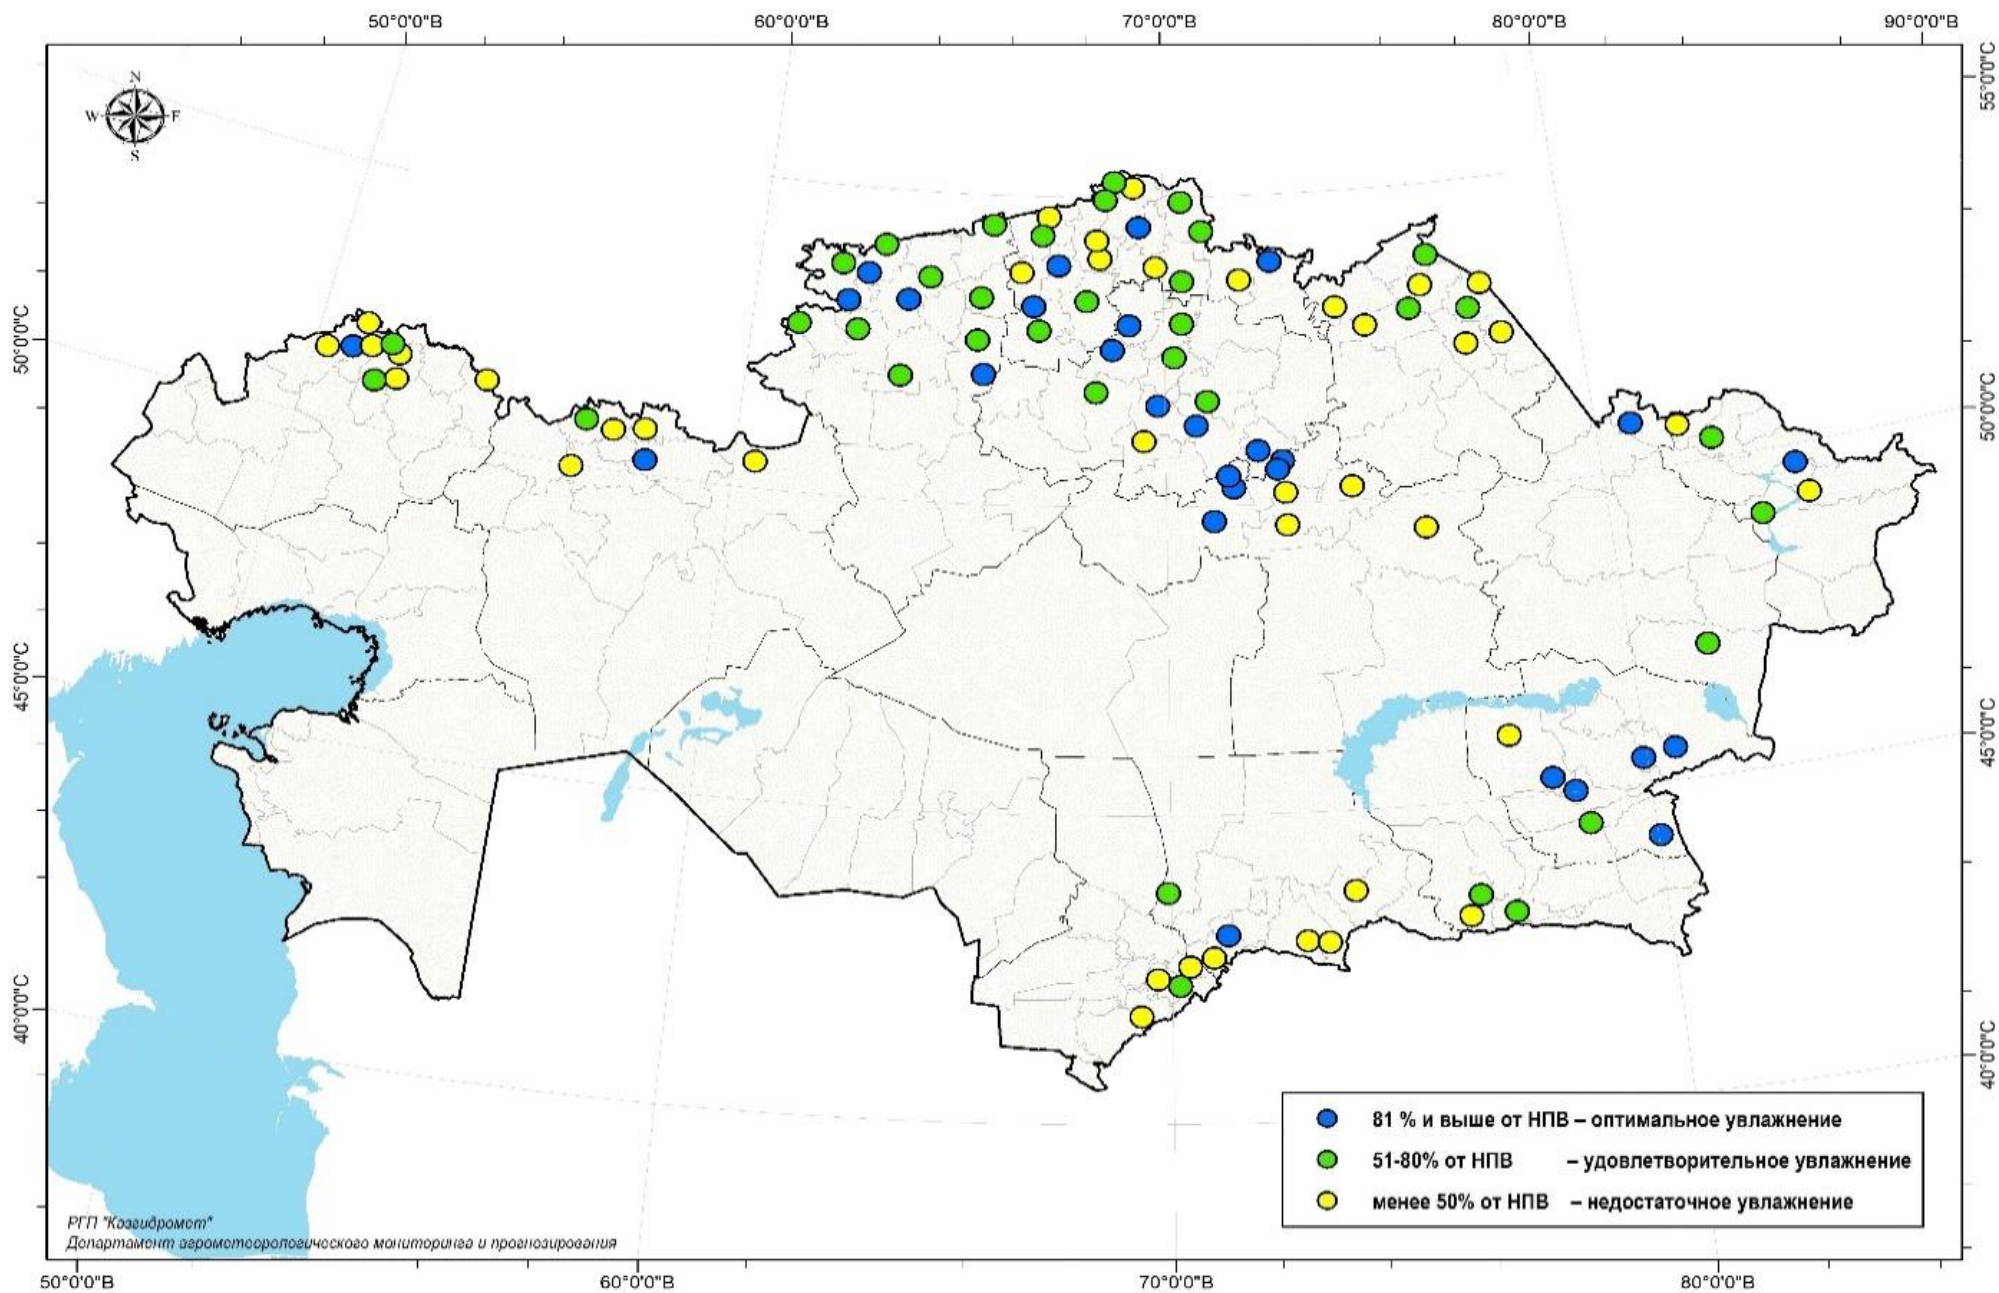 50°0'0"В 60°0'0"В 70°0'0"В 80°0'0"В 90°0'0"В
55°0'0"С
N
W F
S
50°0'0"С
50°0'0"С
45°0'0"С
45°0'0"С
40°0'0"С
40°0'0"С
81 % и выше от НПВ – оптимальное увлажнение
51-80% от НПВ – удовлетворительное увлажнение
менее 50% от НПВ – недостаточное увлажнение
РГП "Казгидромет"
Департамент агрометеорологического мониторинга и прогнозирования
50°0'0"В 60°0'0"В 70°0'0"В 80°0'0"В